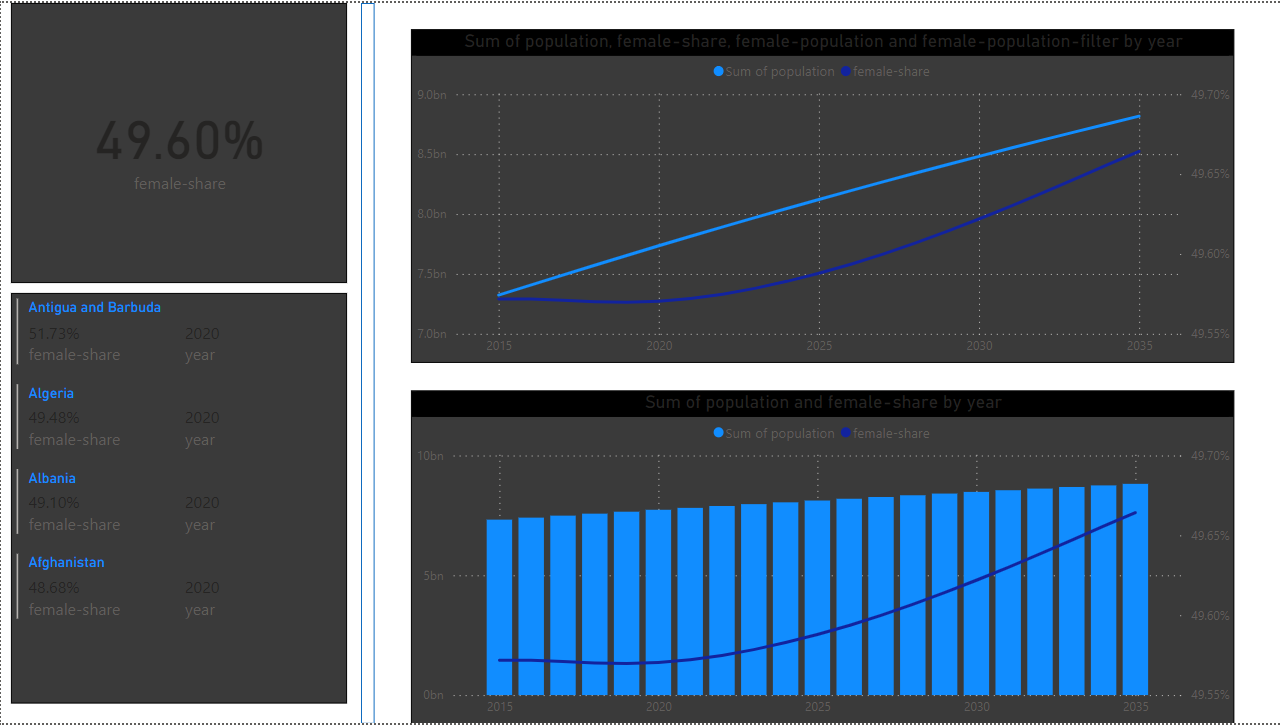 49.60%
female-share
Antigua and Barbuda
51.73% 2020
female-share year
Algeria
49.48% 2020
female-share year
Albania
49.10% 2020
female-share year
Afghanistan
48.68% 2020
female-share year
Sum of population, female-share, female-population and female-population-filter by year
Sum of population female-share
9.0bn 49.70%
8.5bn
49.65%
8.0bn
49.60%
7.5bn
7.0bn 49.55%
2015 2020 2025 2030 2035
Sum of population and female-share by year
Sum of population female-share
10bn 49.70%
49.65%
5bn
49.60%
0bn 49.55%
2015 2020 2025 2030 2035